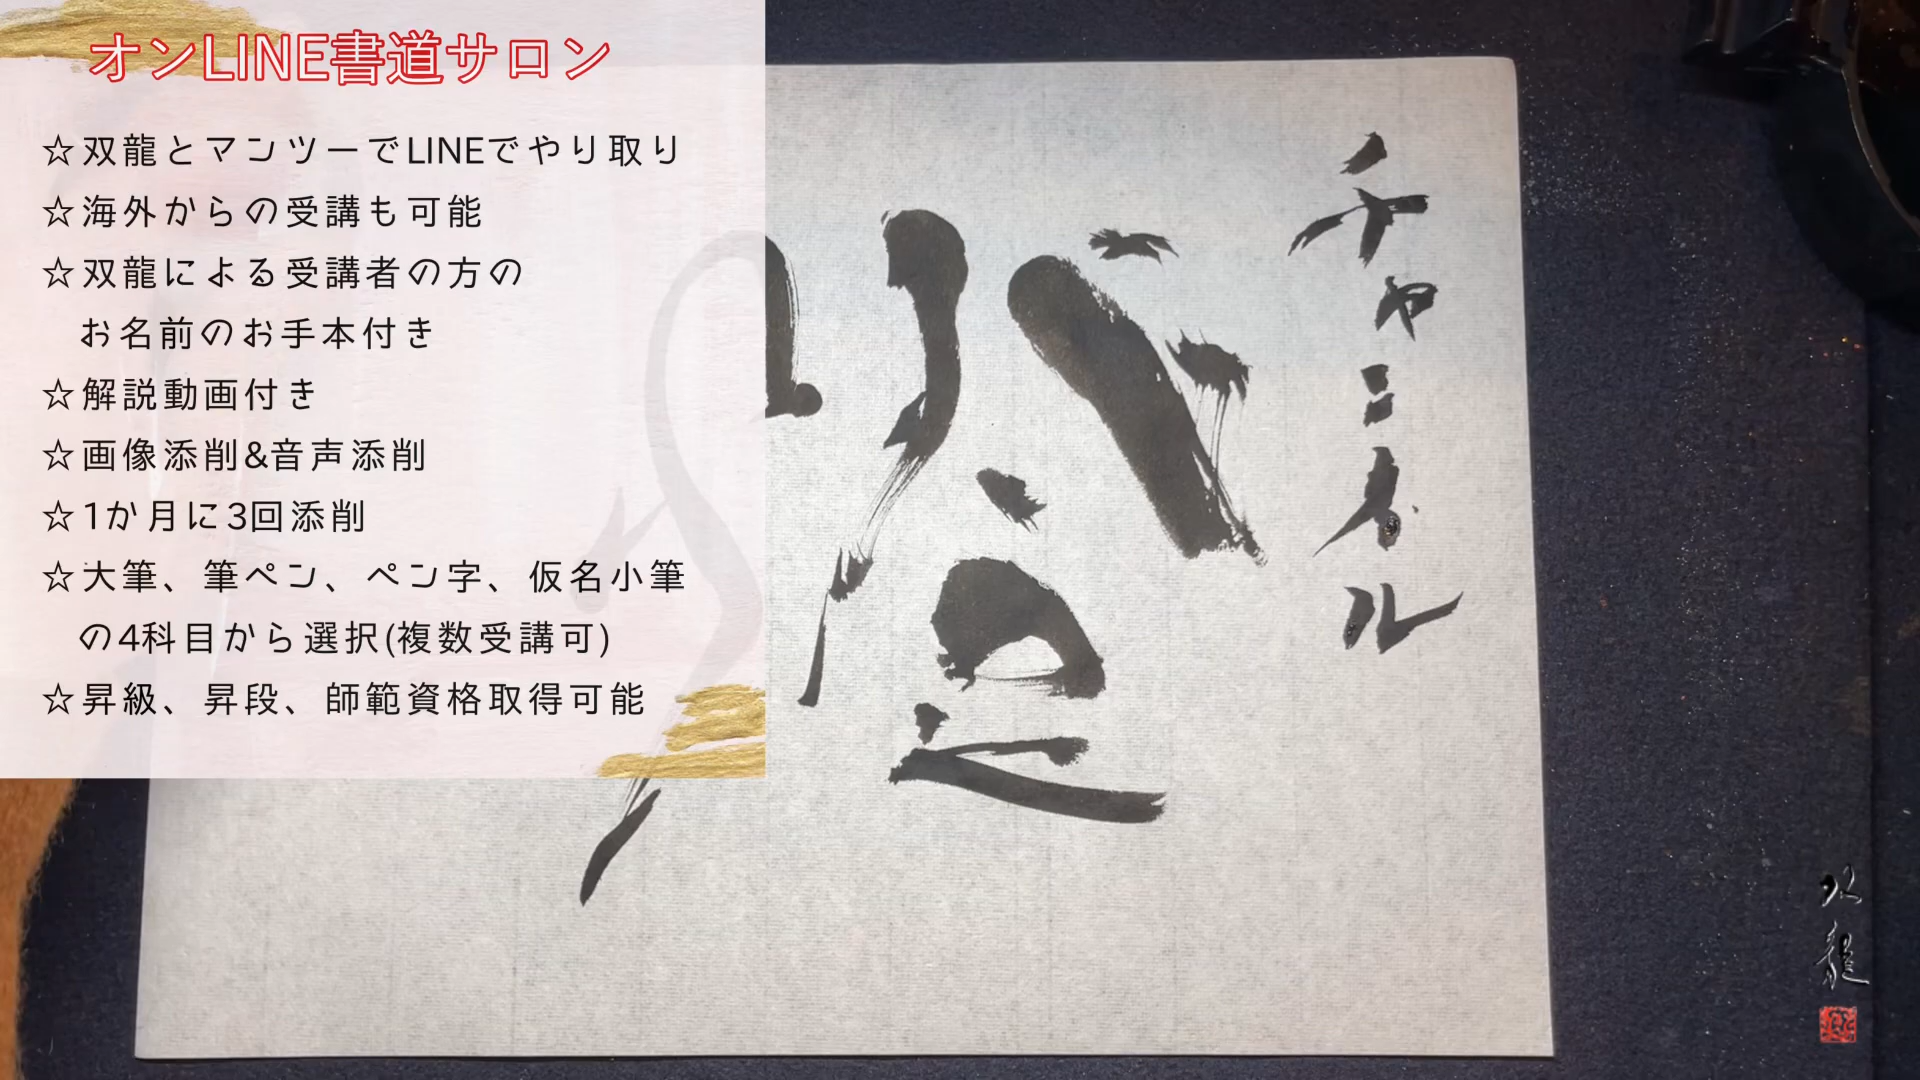 オンLINE書道サロン
☆双龍とマンツーでLINEでやり取り
☆海外からの受講も可能
☆双龍による受講者の方の
お名前のお手本付き
☆解説動画付き
☆画像添削&音声添削
☆1か月に3回添削
☆大筆、筆ペン、ペン字、仮名小筆
の4科目から選択(複数受講可)
☆昇級、昇段、師範資格取得可能
チャンネル
双龍